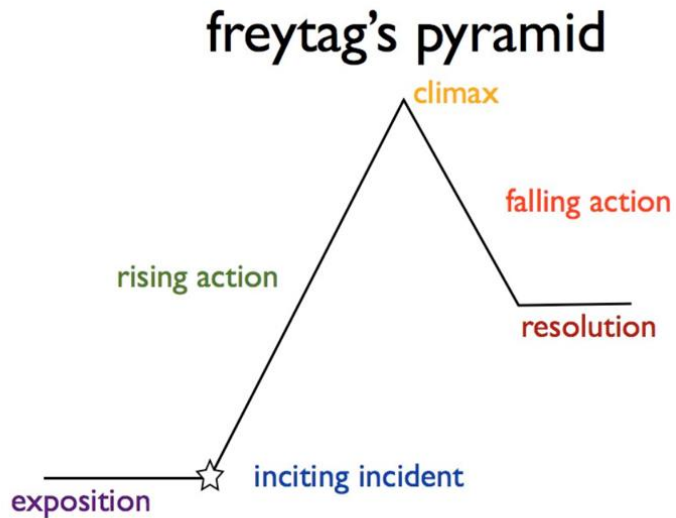 freytag's pyramid
climax
falling action
rising action
resolution
inciting incident
exposition